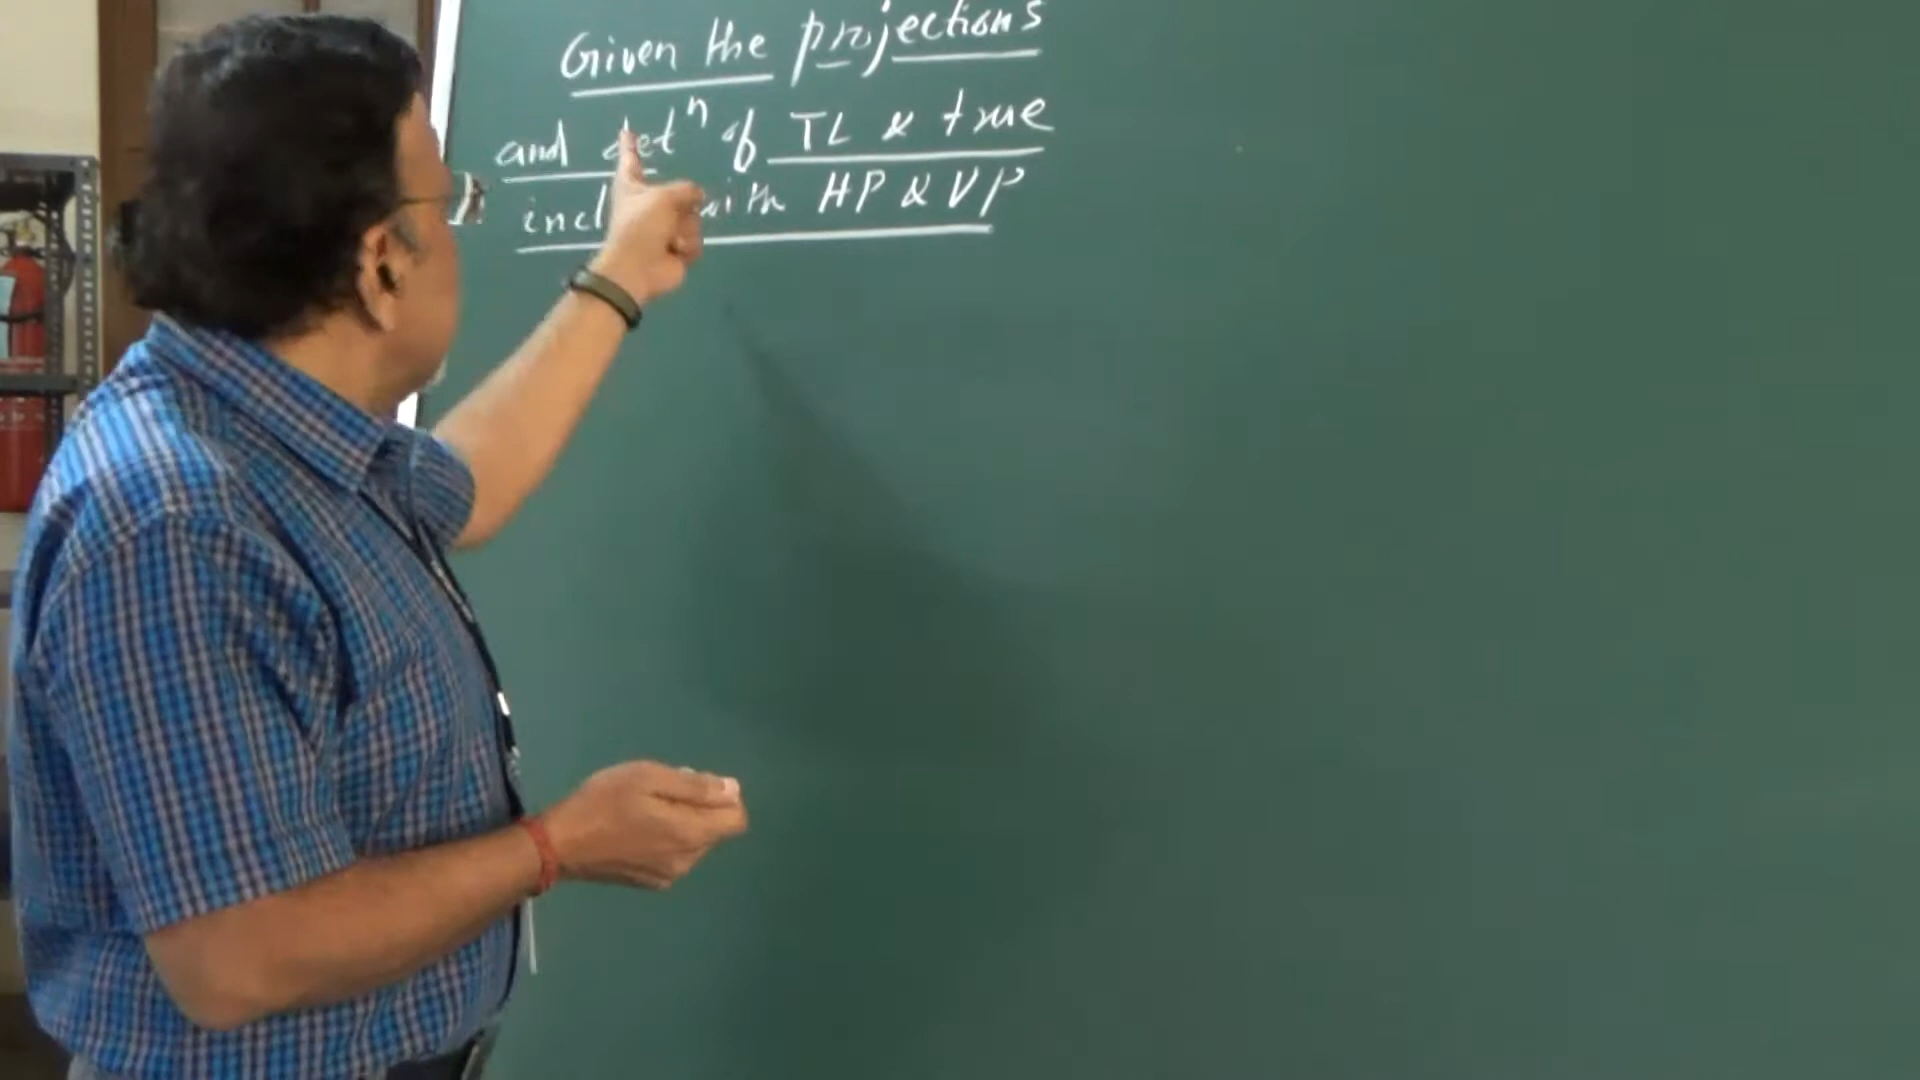 Given the projections
and detⁿ of TL & true
incl with HP & VP